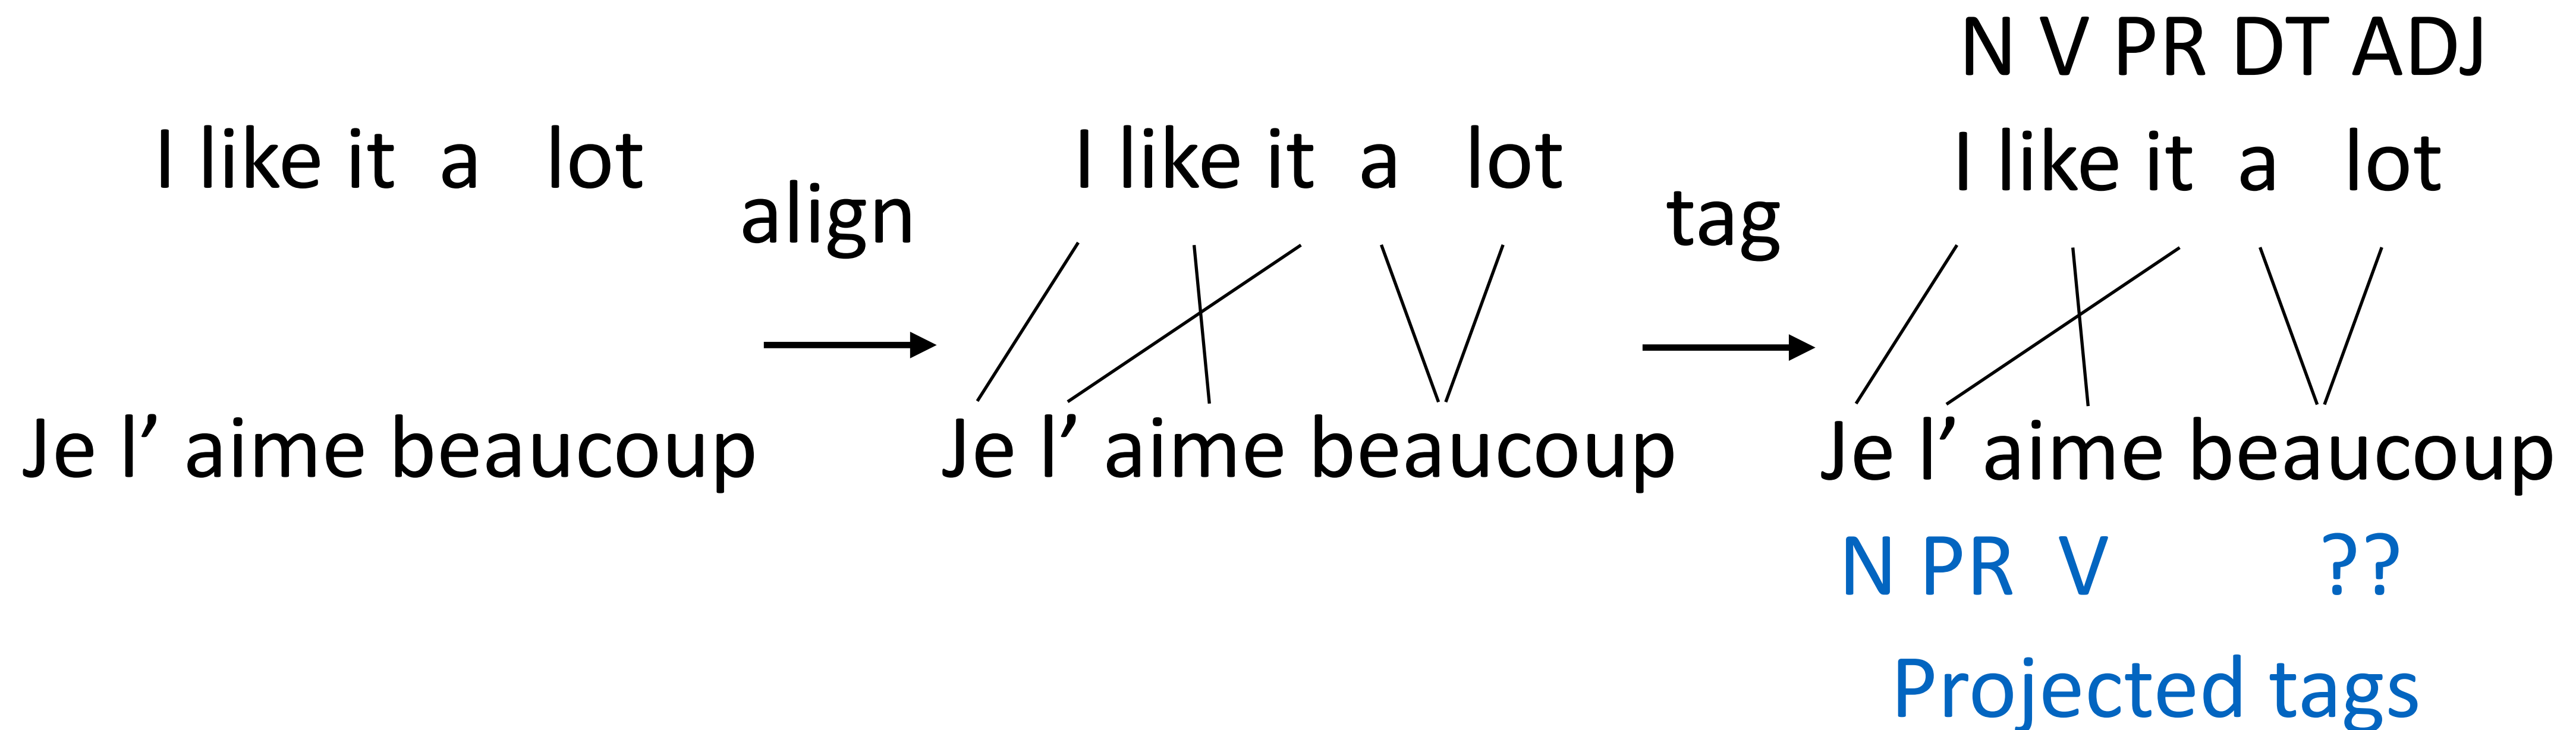 N V PR DT ADJ
I like it a lot
align
I like it a lot
tag
I like it a lot
Je l’ aime beaucoup
Je l’ aime beaucoup
Je l’ aime beaucoup
N PR V ??
Projected tags